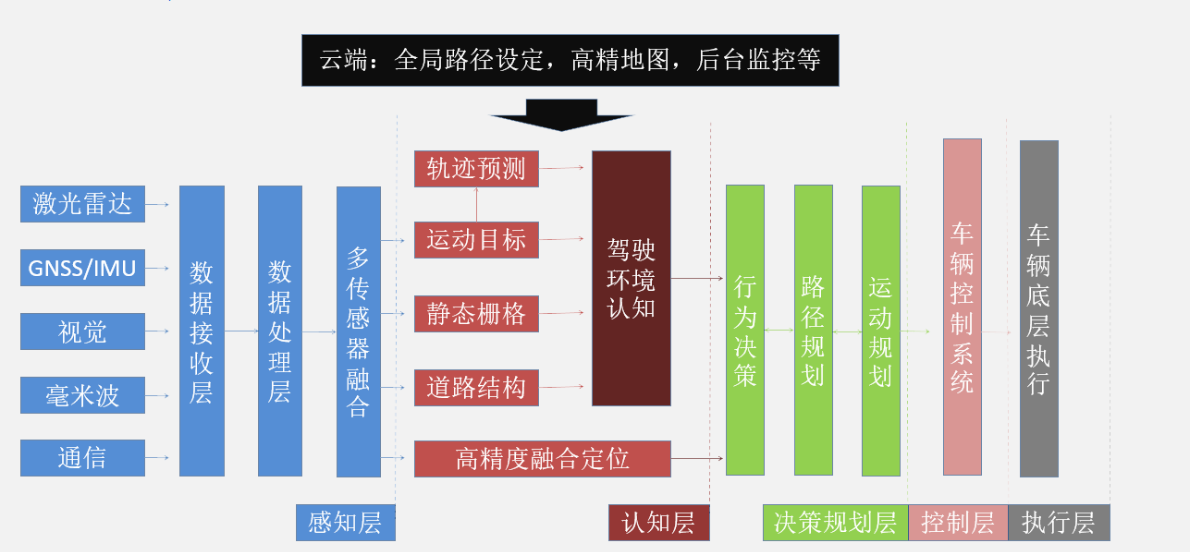 云端：全局路径设定，高精地图，后台监控等
激光雷达
GNSS/IMU
视觉
毫米波
通信
数据接收层
数据处理层
多传感器融合
轨迹预测
运动目标
静态栅格
道路结构
高精度融合定位
驾驶
环境
认知
行为决策
路径规划
运动规划
车辆控制系统
车辆底层执行
感知层
认知层
决策规划层
控制层
执行层